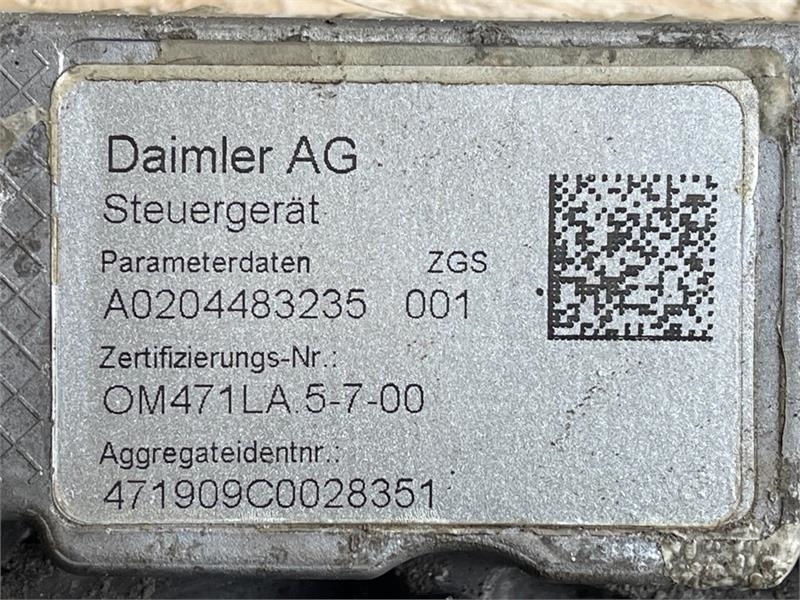 Daimler AG
Steuergerät
Parameterdaten ZGS
A0204483235 001
Zertifizierungs-Nr.:
OM471LA.5-7-00
Aggregateidentnr.:
471909C0028351